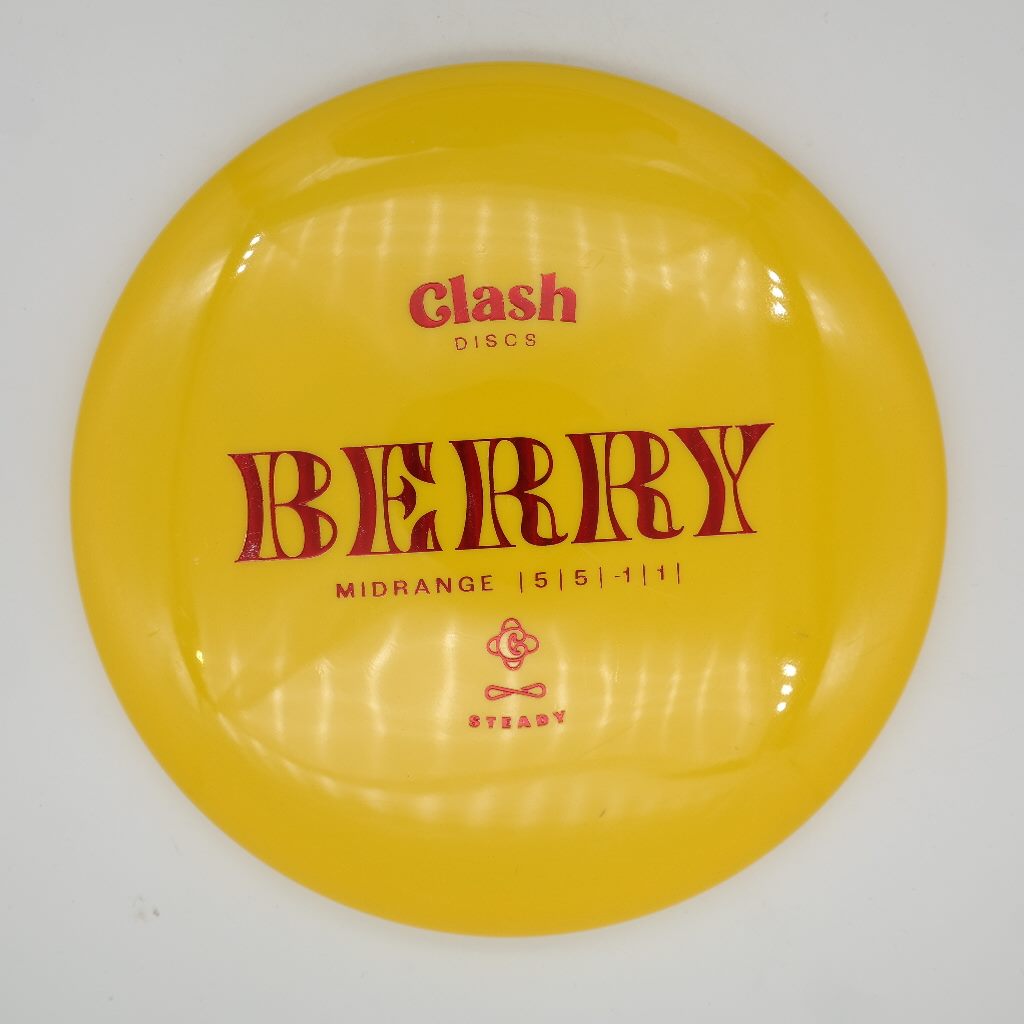 Clash
DISCS
BERRY
MIDRANGE | 5 | 5 | -1 | 1 |
C
STEADY